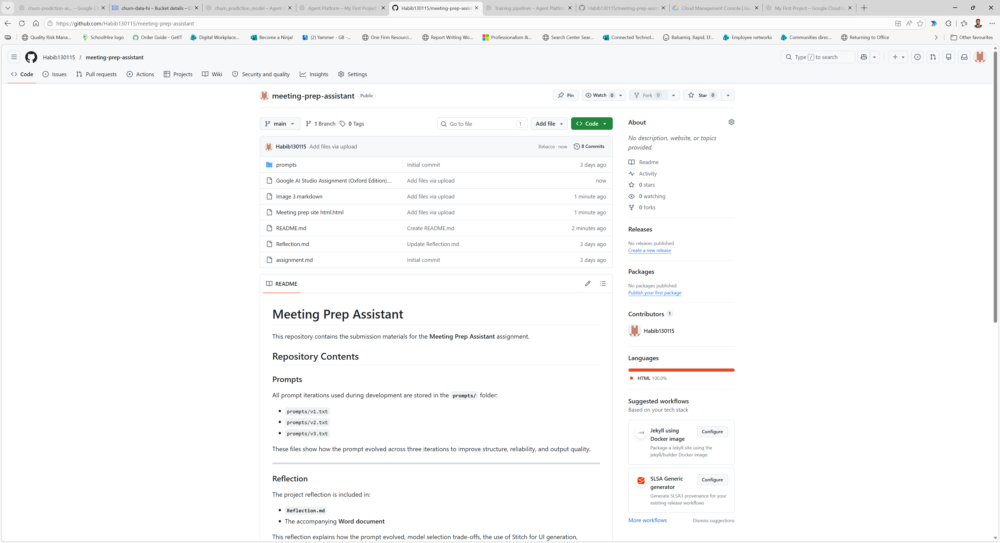 churn-prediction-as... – Google Cl
churn-data-hi – Bucket details – Cl
churn_prediction_model – Agent P
Agent Platform – My First Project –
Habib130115/meeting-prep-assist
Training pipelines – Agent Platform
Habib130115/meeting-prep-assist
Cloud Management Console | Goo
My First Project – Google Cloud co
https://github.com/Habib130115/meeting-prep-assistant
Quality Risk Mana...
SchoolHire logo
Order Guide - GetIT
Digital Workplace...
Become a Ninja!
(2) Yammer - GB -...
One Firm Resourci...
Report Writing Wo...
Professionalism &...
Search Center Sear...
Connected Technol...
Balsamiq. Rapid, Ef...
Employee networks
Communities direc...
Returning to Office
Other favourites
Habib130115 / meeting-prep-assistant
Type / to search
Code
Issues
Pull requests
Actions
Projects
Wiki
Security and quality
Insights
Settings
meeting-prep-assistant Public
Pin
Watch 0
Fork 0
Star 0
main
1 Branch
0 Tags
Go to file T
Add file
Code
Habib130115 Add files via upload 3b6acce · now 8 Commits
prompts Initial commit 3 days ago
Google AI Studio Assignment (Oxford Edition).... Add files via upload now
Image 3.markdown Add files via upload 1 minute ago
Meeting prep site html.html Add files via upload 1 minute ago
README.md Create README.md 2 minutes ago
Reflection.md Update Reflection.md 3 days ago
assignment.md Initial commit 3 days ago
README
Meeting Prep Assistant
This repository contains the submission materials for the Meeting Prep Assistant assignment.
Repository Contents
Prompts
All prompt iterations used during development are stored in the prompts/ folder:
prompts/v1.txt
prompts/v2.txt
prompts/v3.txt
These files show how the prompt evolved across three iterations to improve structure, reliability, and output quality.
Reflection
The project reflection is included in:
Reflection.md
The accompanying Word document
This reflection explains how the prompt evolved, model selection trade-offs, the use of Stitch for UI generation,
About
No description, website, or topics
provided.
Readme
Activity
0 stars
0 watching
0 forks
Releases
No releases published
Create a new release
Packages
No packages published
Publish your first package
Contributors 1
Habib130115
Languages
HTML 100.0%
Suggested workflows
Based on your tech stack
Jekyll using
Docker image
Configure
Package a Jekyll site using the
jekyll/builder Docker image.
SLSA Generic
generator
Configure
Generate SLSA3 provenance for your
existing release workflows
More workflows
Dismiss suggestions